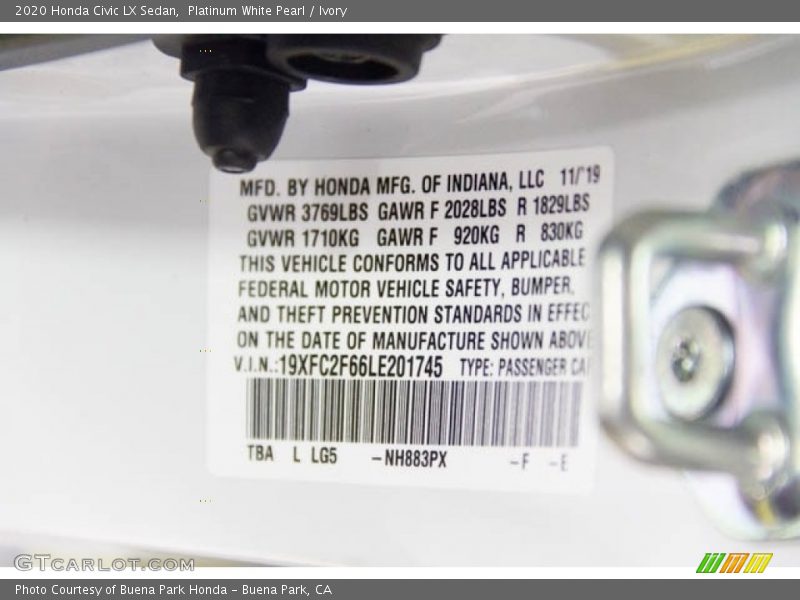 2020 Honda Civic LX Sedan, Platinum White Pearl / Ivory
MFD. BY HONDA MFG. OF INDIANA, LLC 11/19
GVWR 3769LBS GAWR F 2028LBS R 1829LBS
GVWR 1710KG GAWR F 920KG R 830KG
THIS VEHICLE CONFORMS TO ALL APPLICABLE
FEDERAL MOTOR VEHICLE SAFETY, BUMPER,
AND THEFT PREVENTION STANDARDS IN EFFEC
ON THE DATE OF MANUFACTURE SHOWN ABOVE
V.I.N.:19XFC2F66LE201745 TYPE: PASSENGER CA
TBA L LG5 -NH883PX -F -E
GTCARLOT.COM
Photo Courtesy of Buena Park Honda - Buena Park, CA